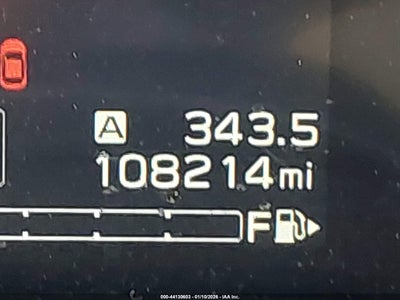 A 343.5
108214mi
F
000-44130603 - 01/10/2026 - IAA Inc.